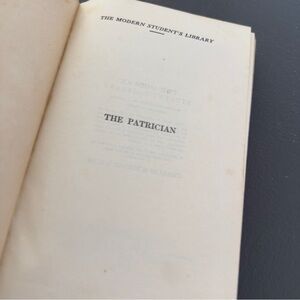 THE MODERN STUDENT'S LIBRARY
THE PATRICIAN